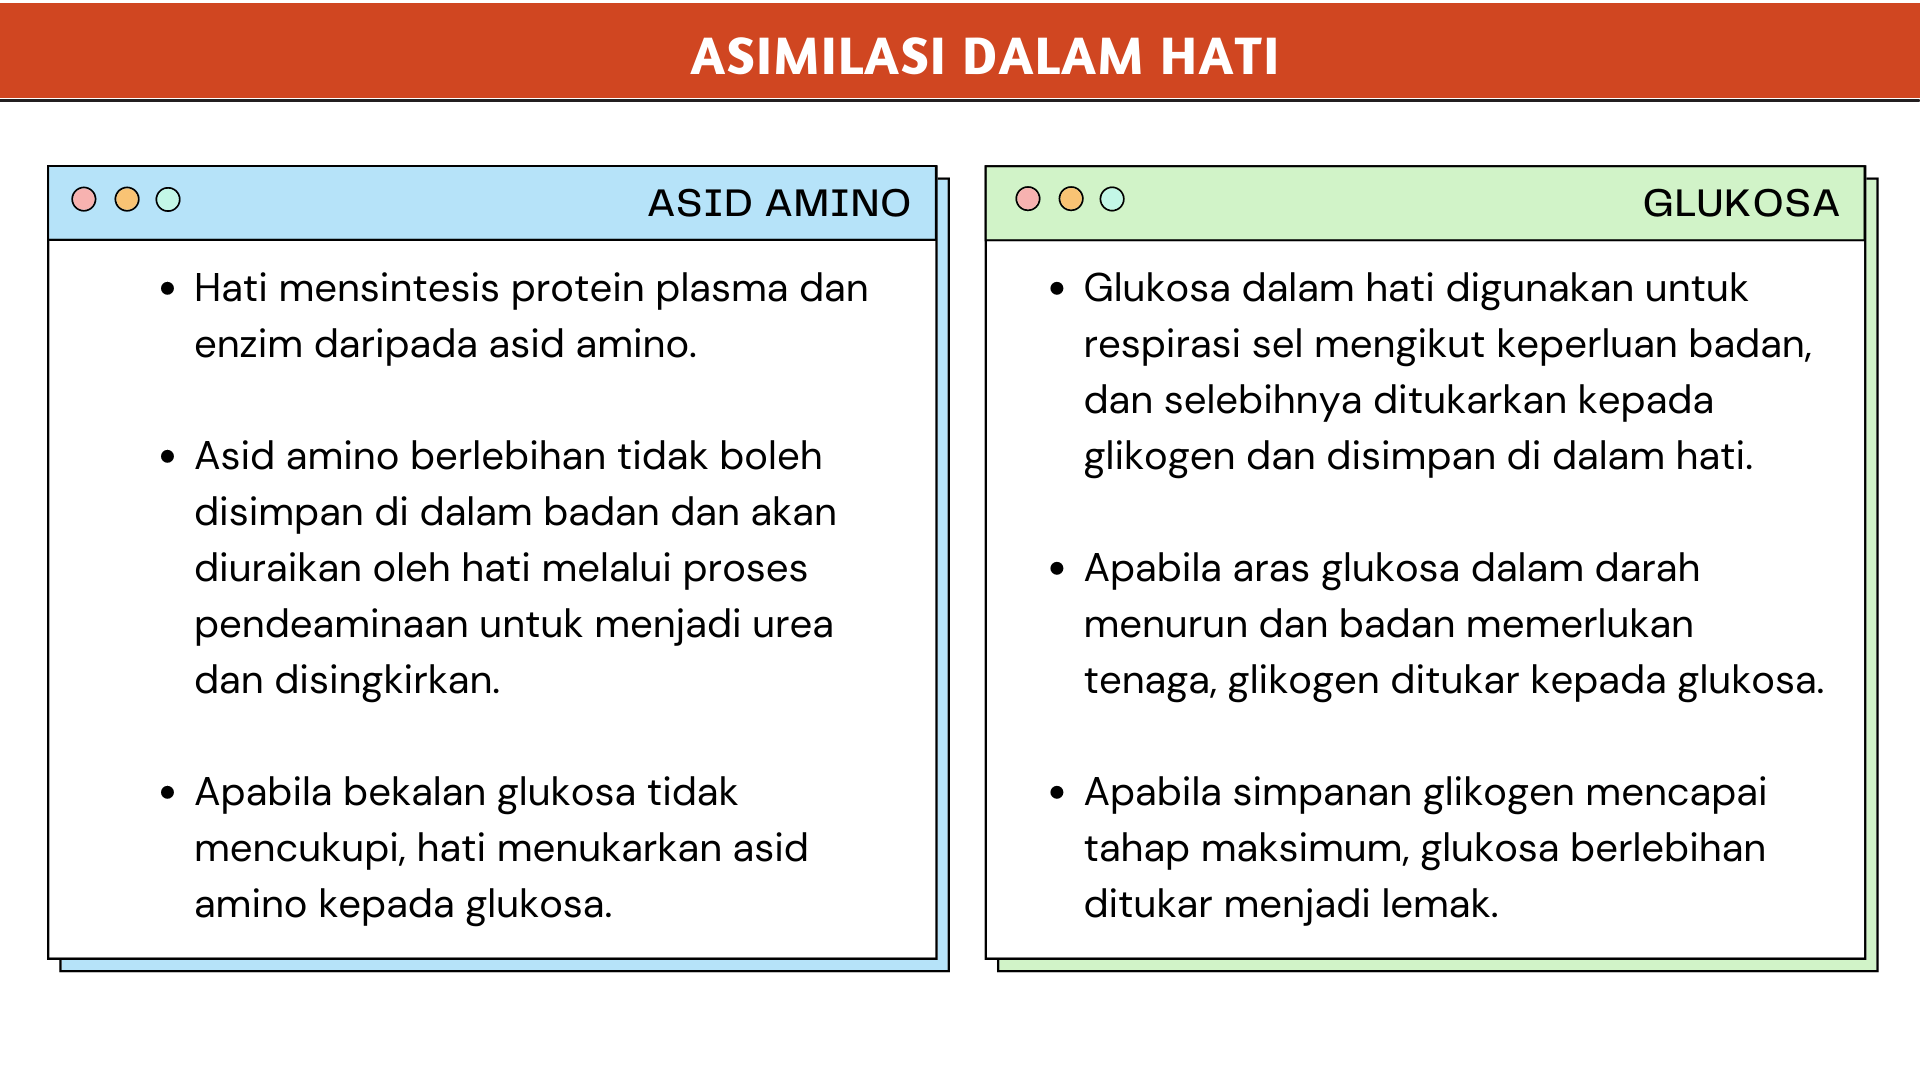 ASIMILASI DALAM HATI
ASID AMINO
• Hati mensintesis protein plasma dan
enzim daripada asid amino.
• Asid amino berlebihan tidak boleh
disimpan di dalam badan dan akan
diuraikan oleh hati melalui proses
pendeaminaan untuk menjadi urea
dan disingkirkan.
• Apabila bekalan glukosa tidak
mencukupi, hati menukarkan asid
amino kepada glukosa.
GLUKOSA
• Glukosa dalam hati digunakan untuk
respirasi sel mengikut keperluan badan,
dan selebihnya ditukarkan kepada
glikogen dan disimpan di dalam hati.
• Apabila aras glukosa dalam darah
menurun dan badan memerlukan
tenaga, glikogen ditukar kepada glukosa.
• Apabila simpanan glikogen mencapai
tahap maksimum, glukosa berlebihan
ditukar menjadi lemak.